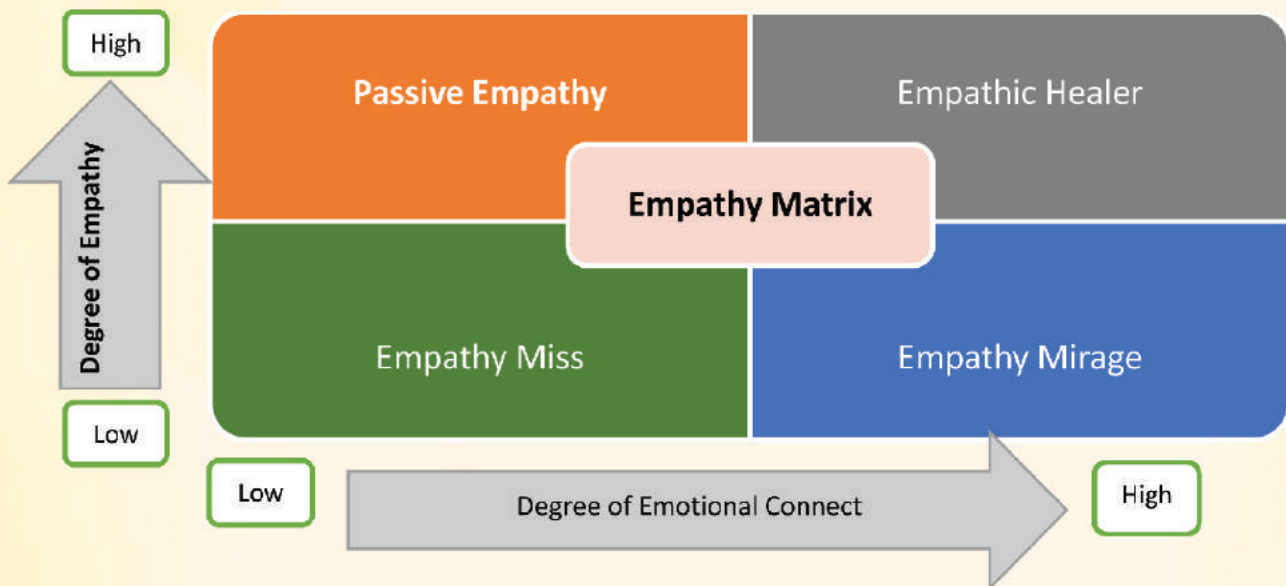 High
Passive Empathy
Empathic Healer
Degree of Empathy
Empathy Matrix
Empathy Miss
Empathy Mirage
Low
Low
Degree of Emotional Connect
High